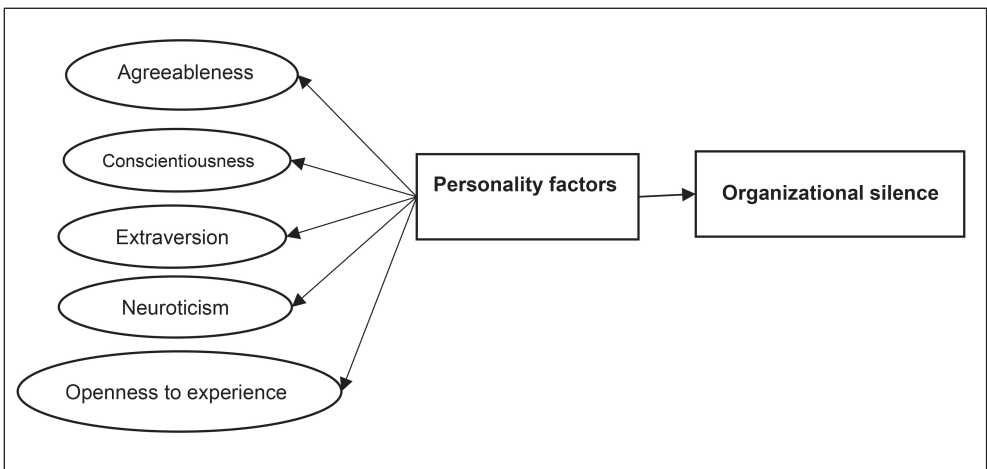 Agreeableness
Conscientiousness
Extraversion
Neuroticism
Openness to experience
Personality factors
Organizational silence